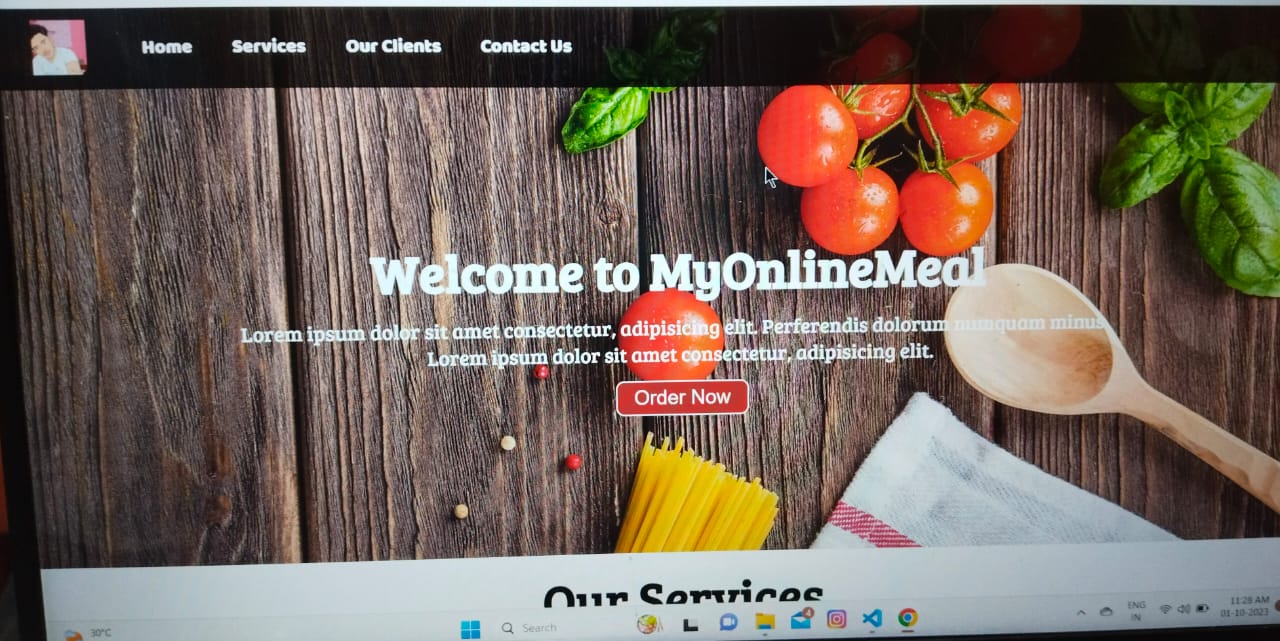 Home Services Our Clients Contact Us
Welcome to MyOnlineMeal
Lorem ipsum dolor sit amet consectetur, adipisicing elit. Perferendis dolorum numquam minus
Lorem ipsum dolor sit amet consectetur, adipisicing elit.
Order Now
Our Services
30°C
Search
4
ENG
IN
11:28 AM
01-10-2023